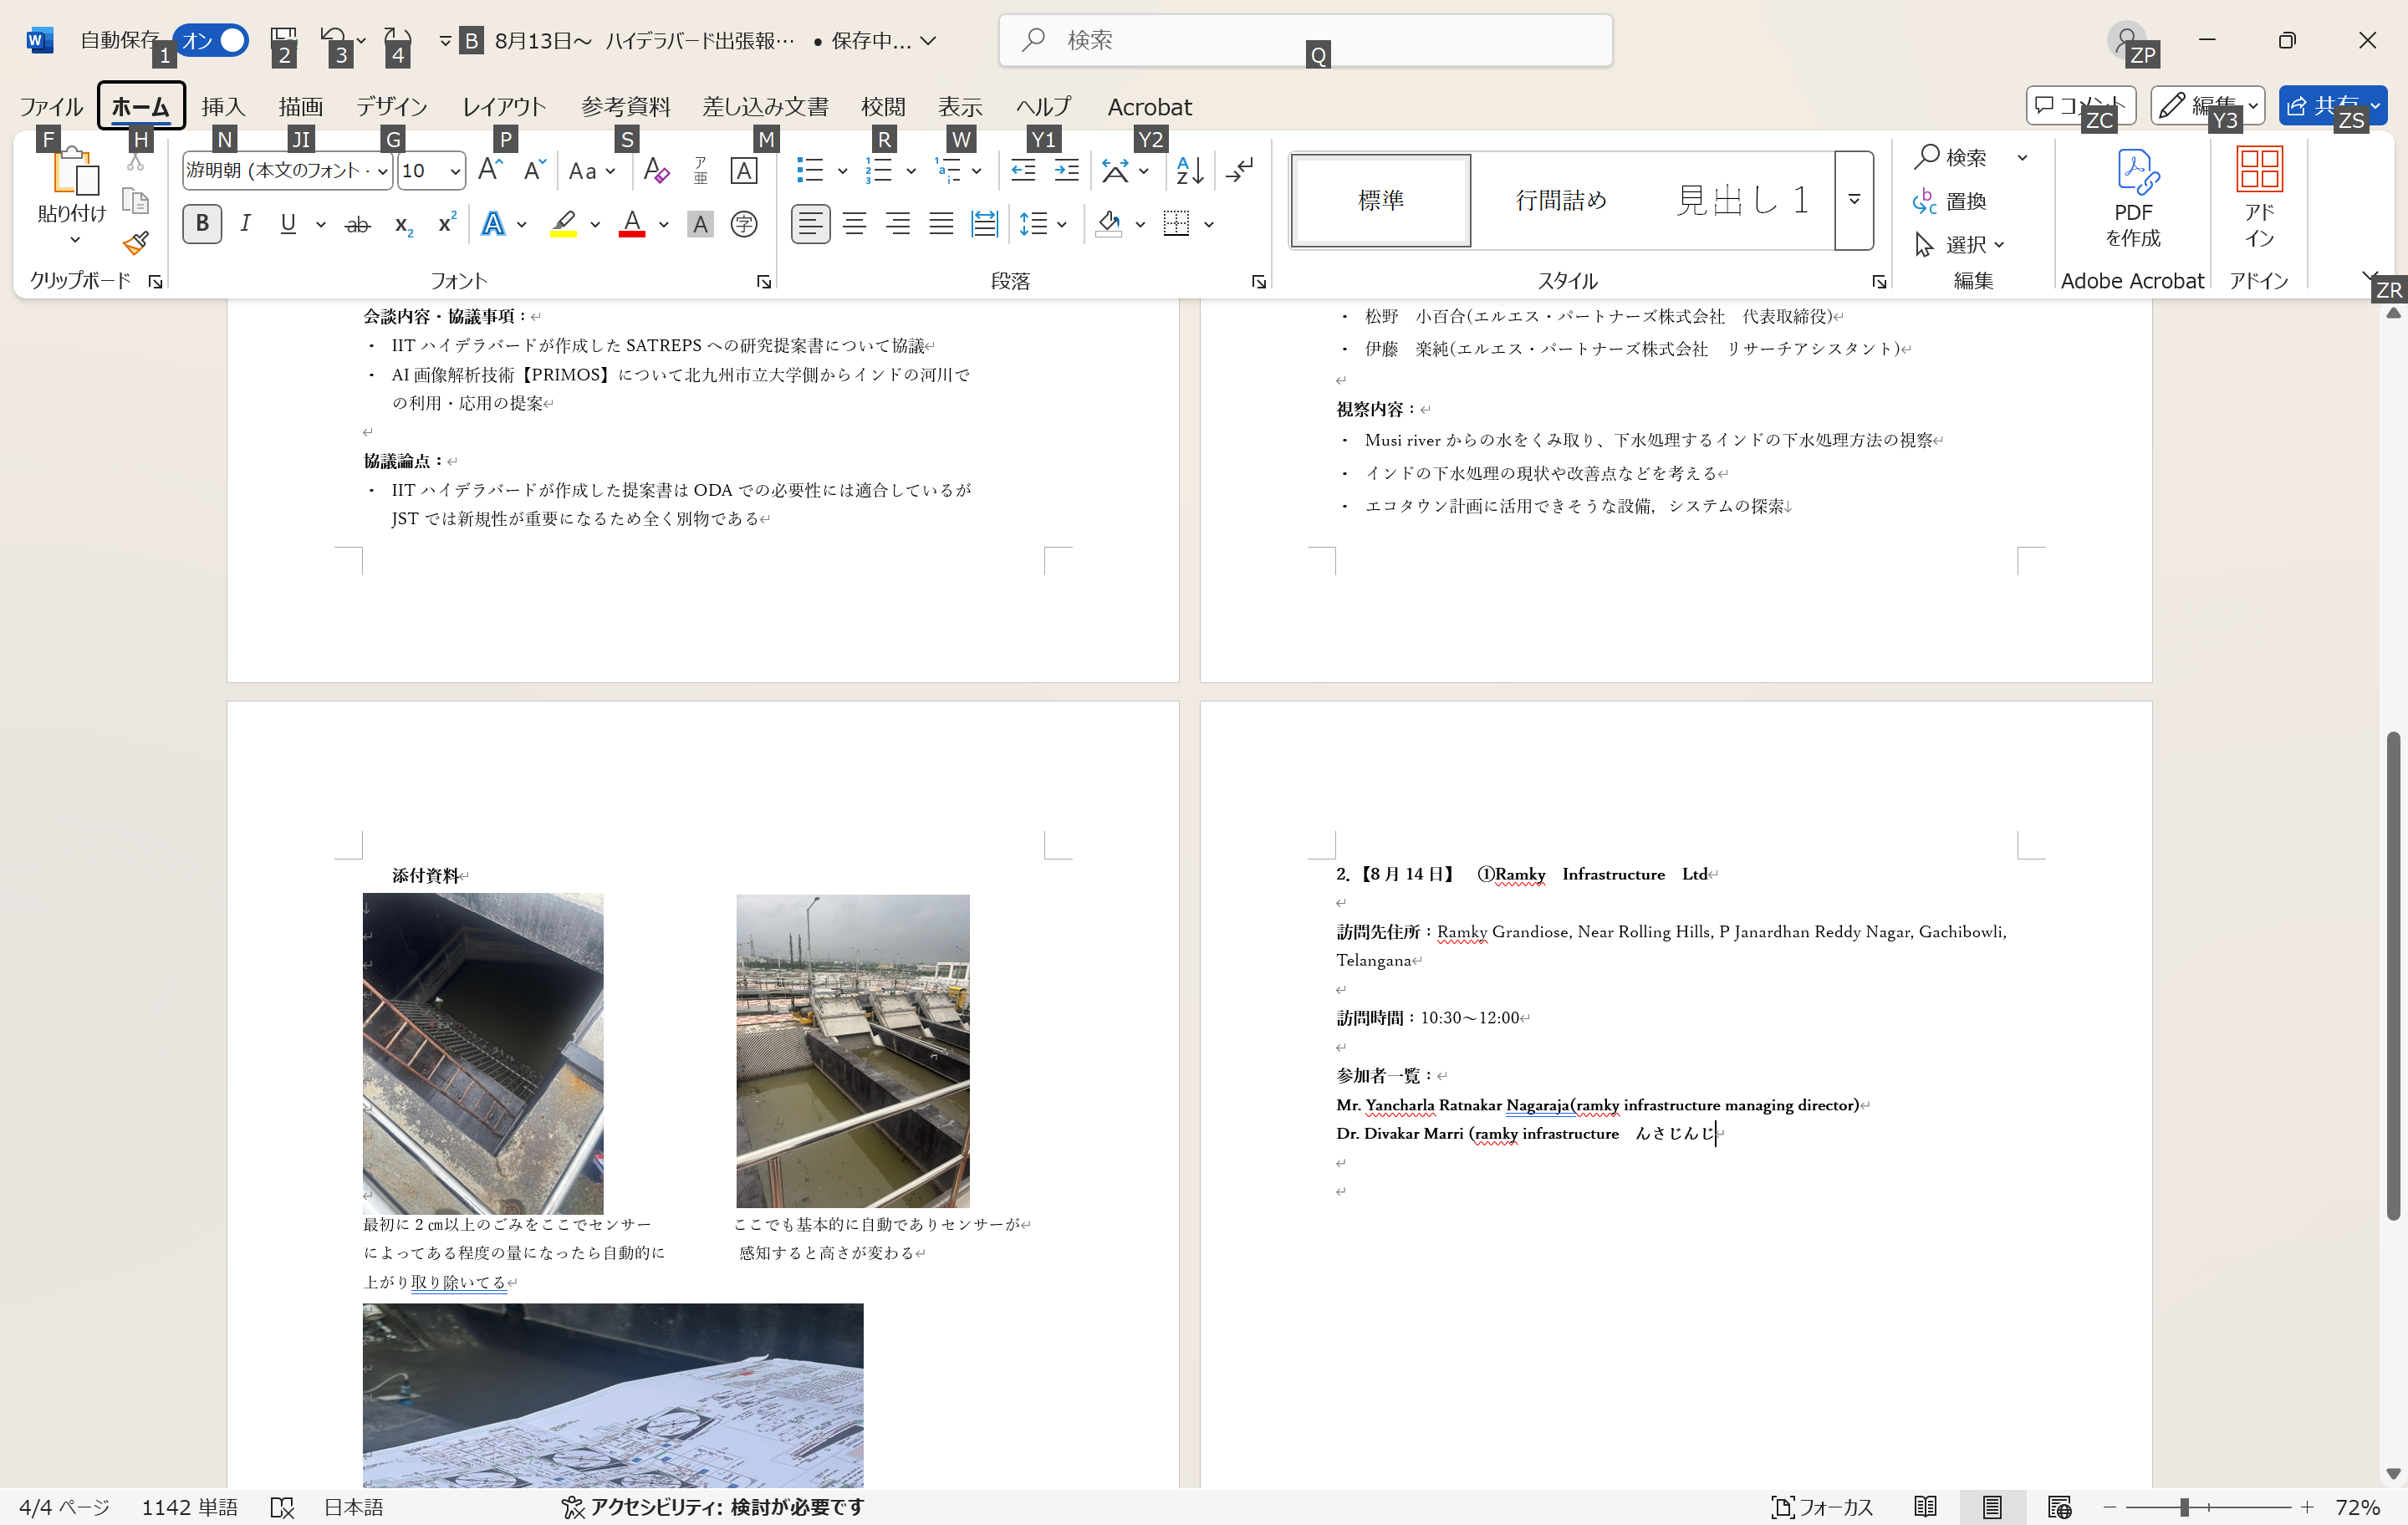 自動保存 オン B 8月13日～ ハイデラバード出張報… • 保存中… 検索
1 2 3 4 Q ZP
ファイル ホーム 挿入 描画 デザイン レイアウト 参考資料 差し込み文書 校閲 表示 ヘルプ Acrobat コメント 編集 共有
F H N JI G P S M R W Y1 Y2 ZC Y3 ZS
貼り付け
クリップボード
游明朝 (本文のフォント · 10
フォント
段落
標準 行間詰め 見出し 1
スタイル
検索
置換
選択
編集
PDF
を作成
Adobe Acrobat
アド
イン
アドイン
ZR
会談内容・協議事項：
・ IIT ハイデラバードが作成した SATREPS への研究提案書について協議
・ AI 画像解析技術【PRIMOS】について北九州市立大学側からインドの河川で
の利用・応用の提案
協議論点：
・ IIT ハイデラバードが作成した提案書は ODA での必要性には適合しているが
JST では新規性が重要になるため全く別物である
・ 松野　小百合(エルエス・パートナーズ株式会社　代表取締役)
・ 伊藤　楽純(エルエス・パートナーズ株式会社　リサーチアシスタント)
視察内容：
・ Musi river からの水をくみ取り、下水処理するインドの下水処理方法の視察
・ インドの下水処理の現状や改善点などを考える
・ エコタウン計画に活用できそうな設備，システムの探索
添付資料
最初に 2 ㎝以上のごみをここでセンサー
によってある程度の量になったら自動的に
上がり取り除いてる
ここでも基本的に自動でありセンサーが
感知すると高さが変わる
2．【8 月 14 日】　①Ramky　Infrastructure　Ltd
訪問先住所：Ramky Grandiose, Near Rolling Hills, P Janardhan Reddy Nagar, Gachibowli,
Telangana
訪問時間：10:30～12:00
参加者一覧：
Mr. Yancharla Ratnakar Nagaraja(ramky infrastructure managing director)
Dr. Divakar Marri (ramky infrastructure　んさじんじ
4/4 ページ 1142 単語 日本語 アクセシビリティ: 検討が必要です フォーカス 72%